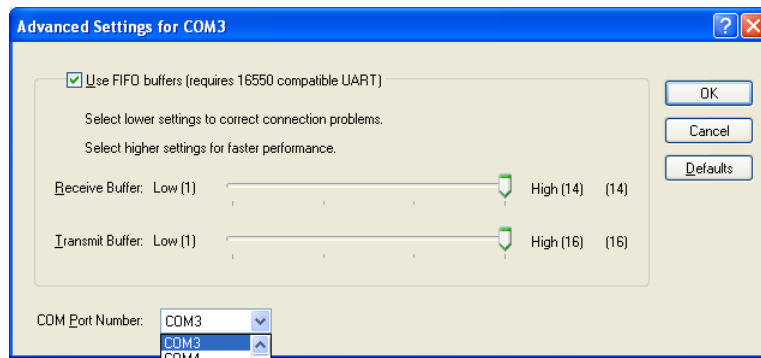 Advanced Settings for COM3
Use FIFO buffers (requires 16550 compatible UART)
OK
Select lower settings to correct connection problems.
Cancel
Select higher settings for faster performance.
Defaults
Receive Buffer: Low (1) High (14) (14)
Transmit Buffer: Low (1) High (16) (16)
COM Port Number: COM3
COM3
COM4